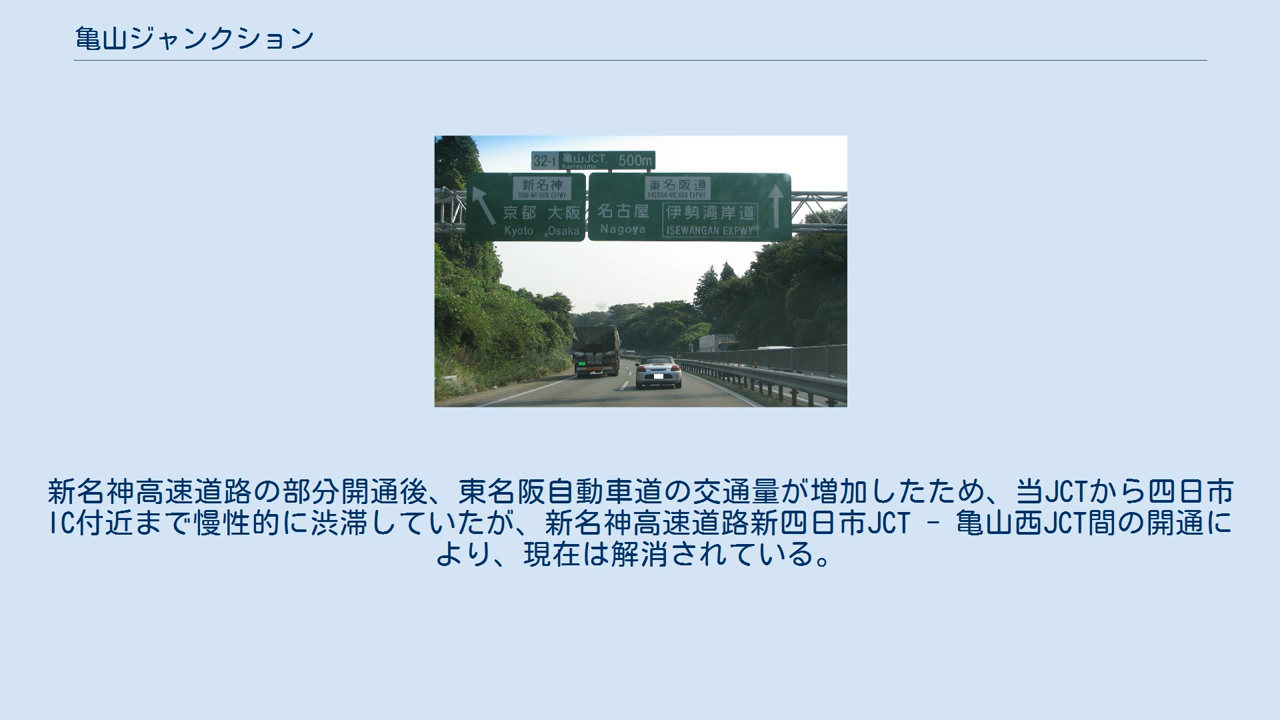 亀山ジャンクション
32-1 亀山JCT. 500m
Kameyama
新名神
SHIN-MEISHIN EXPWY
京都 大阪
Kyoto Osaka
東名阪道
HIGASHI-MEIHAN EXPWY
名古屋 伊勢湾岸道
Nagoya ISEWANGAN EXPWY
新名神高速道路の部分開通後、東名阪自動車道の交通量が増加したため、当JCTから四日市
IC付近まで慢性的に渋滞していたが、新名神高速道路新四日市JCT - 亀山西JCT間の開通に
より、現在は解消されている。